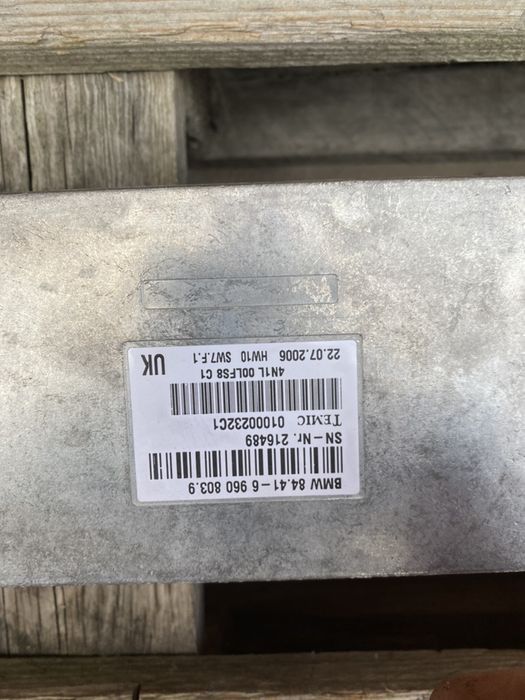 BMW 84.41-6 960 803.9
SN-Nr. 216489
TEMIC 01000232C1
4N1L 00LFS8 C1
22.07.2006 HW10 SW7.F.1
UK